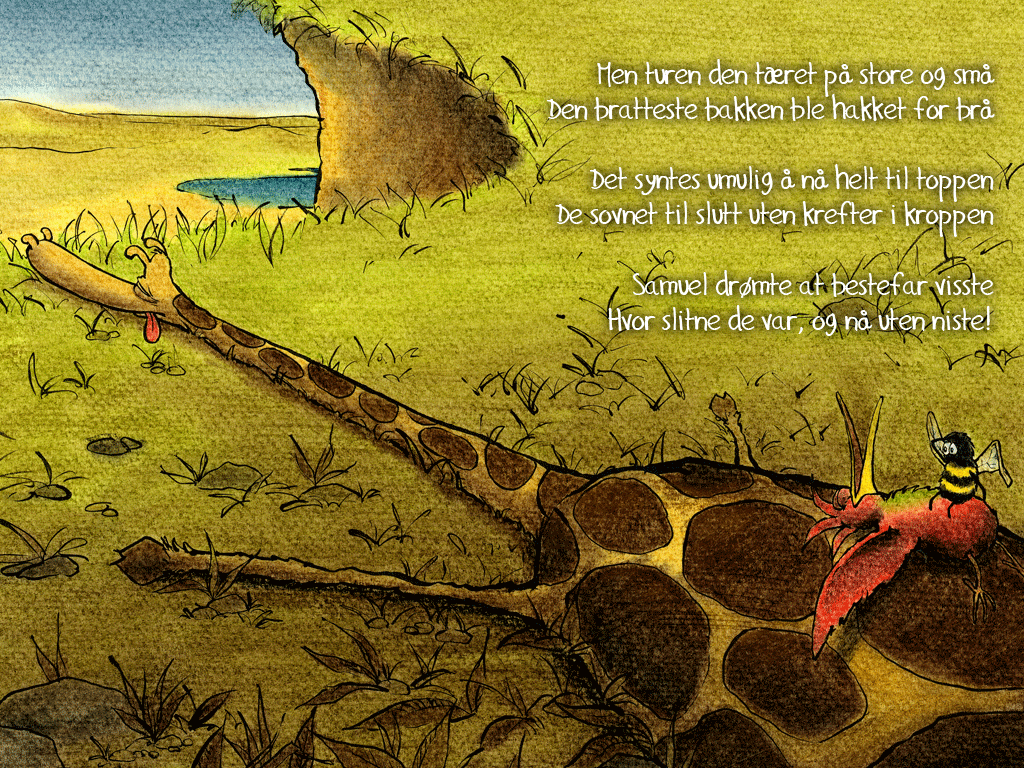 Men turen den tæret på store og små
Den bratteste bakken ble hakket for brå
Det syntes umulig å nå helt til toppen
De sovnet til slutt uten krefter i kroppen
Samuel drømte at bestefar visste
Hvor slitne de var, og nå uten niste!